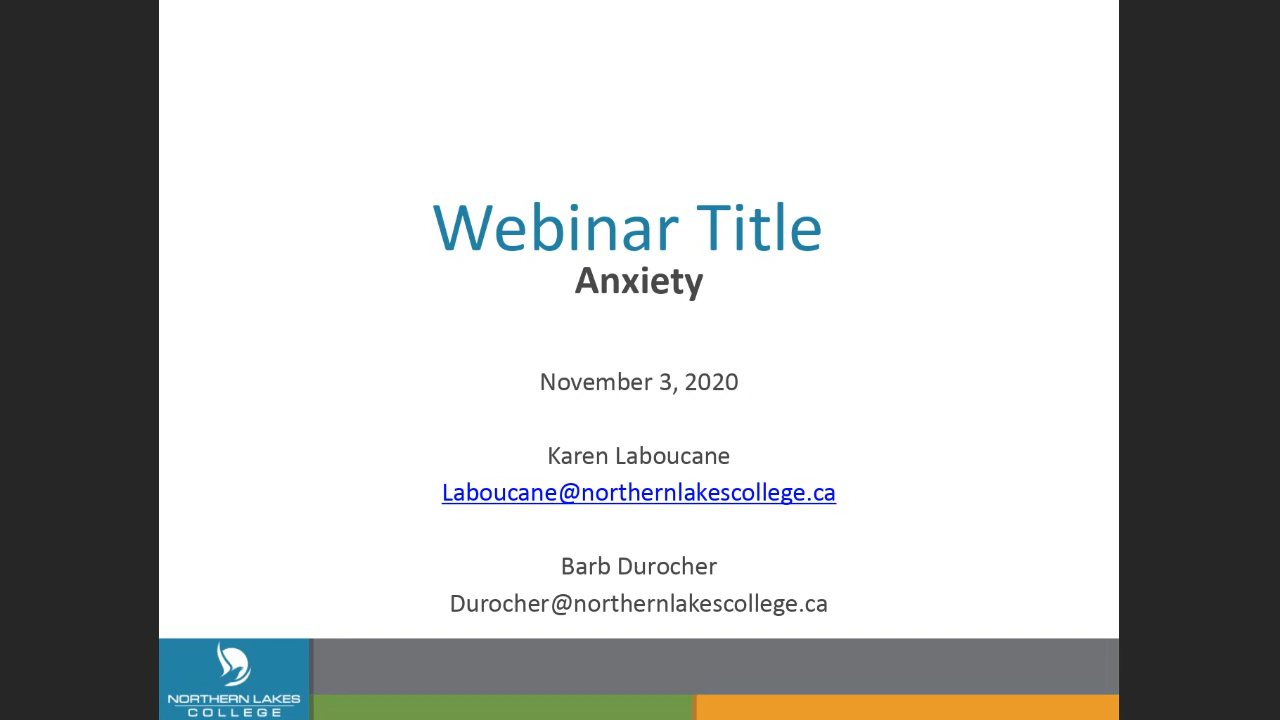 Webinar Title
Anxiety
November 3, 2020
Karen Laboucane
Laboucane@northernlakescollege.ca
Barb Durocher
Durocher@northernlakescollege.ca
NORTHERN LAKES
COLLEGE